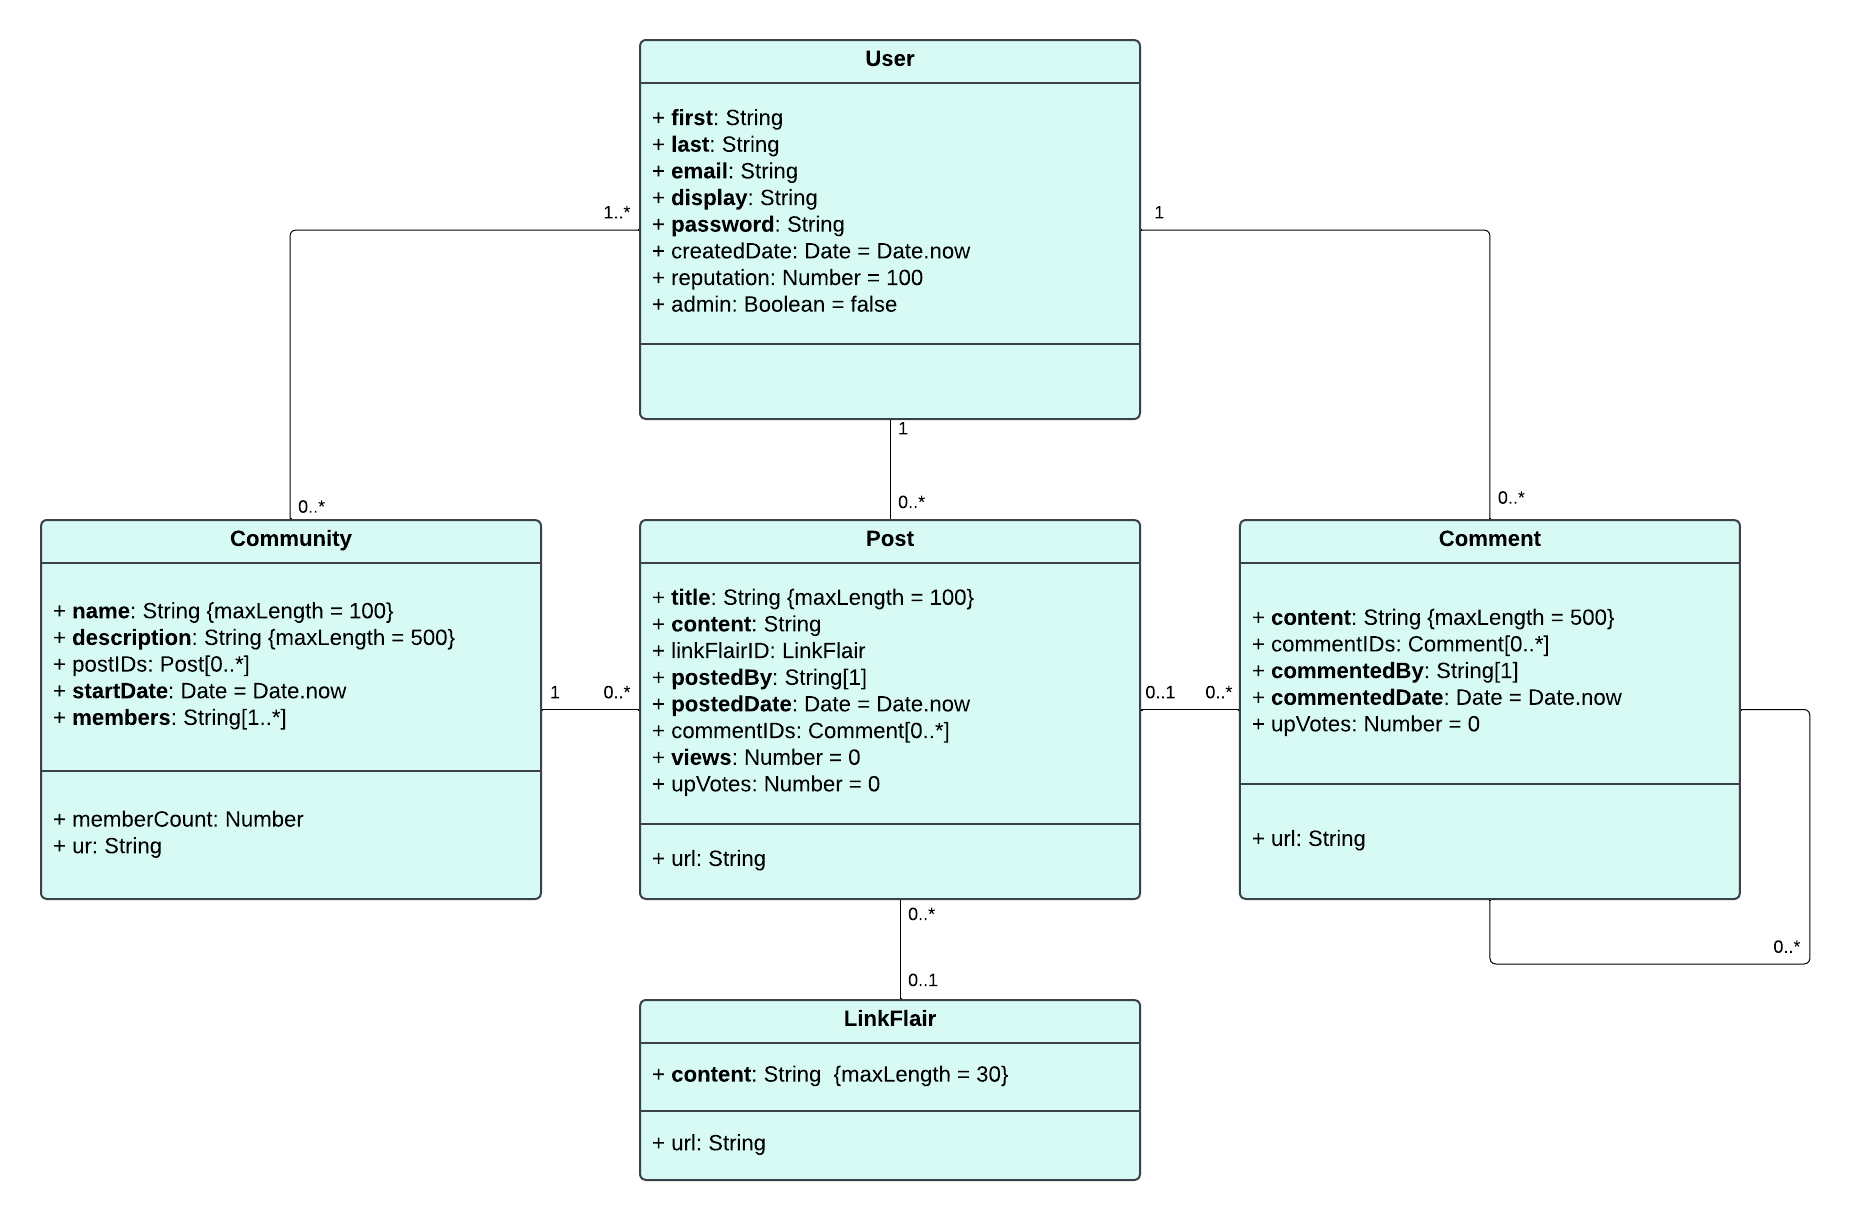 User
+ first: String
+ last: String
+ email: String
+ display: String
+ password: String
+ createdDate: Date = Date.now
+ reputation: Number = 100
+ admin: Boolean = false
1..*
1
1
0..*
0..*
0..*
Community
+ name: String {maxLength = 100}
+ description: String {maxLength = 500}
+ postIDs: Post[0..*]
+ startDate: Date = Date.now
+ members: String[1..*]
+ memberCount: Number
+ ur: String
1
0..*
Post
+ title: String {maxLength = 100}
+ content: String
+ linkFlairID: LinkFlair
+ postedBy: String[1]
+ postedDate: Date = Date.now
+ commentIDs: Comment[0..*]
+ views: Number = 0
+ upVotes: Number = 0
+ url: String
0..1
0..*
Comment
+ content: String {maxLength = 500}
+ commentIDs: Comment[0..*]
+ commentedBy: String[1]
+ commentedDate: Date = Date.now
+ upVotes: Number = 0
+ url: String
0..*
0..*
0..1
LinkFlair
+ content: String  {maxLength = 30}
+ url: String